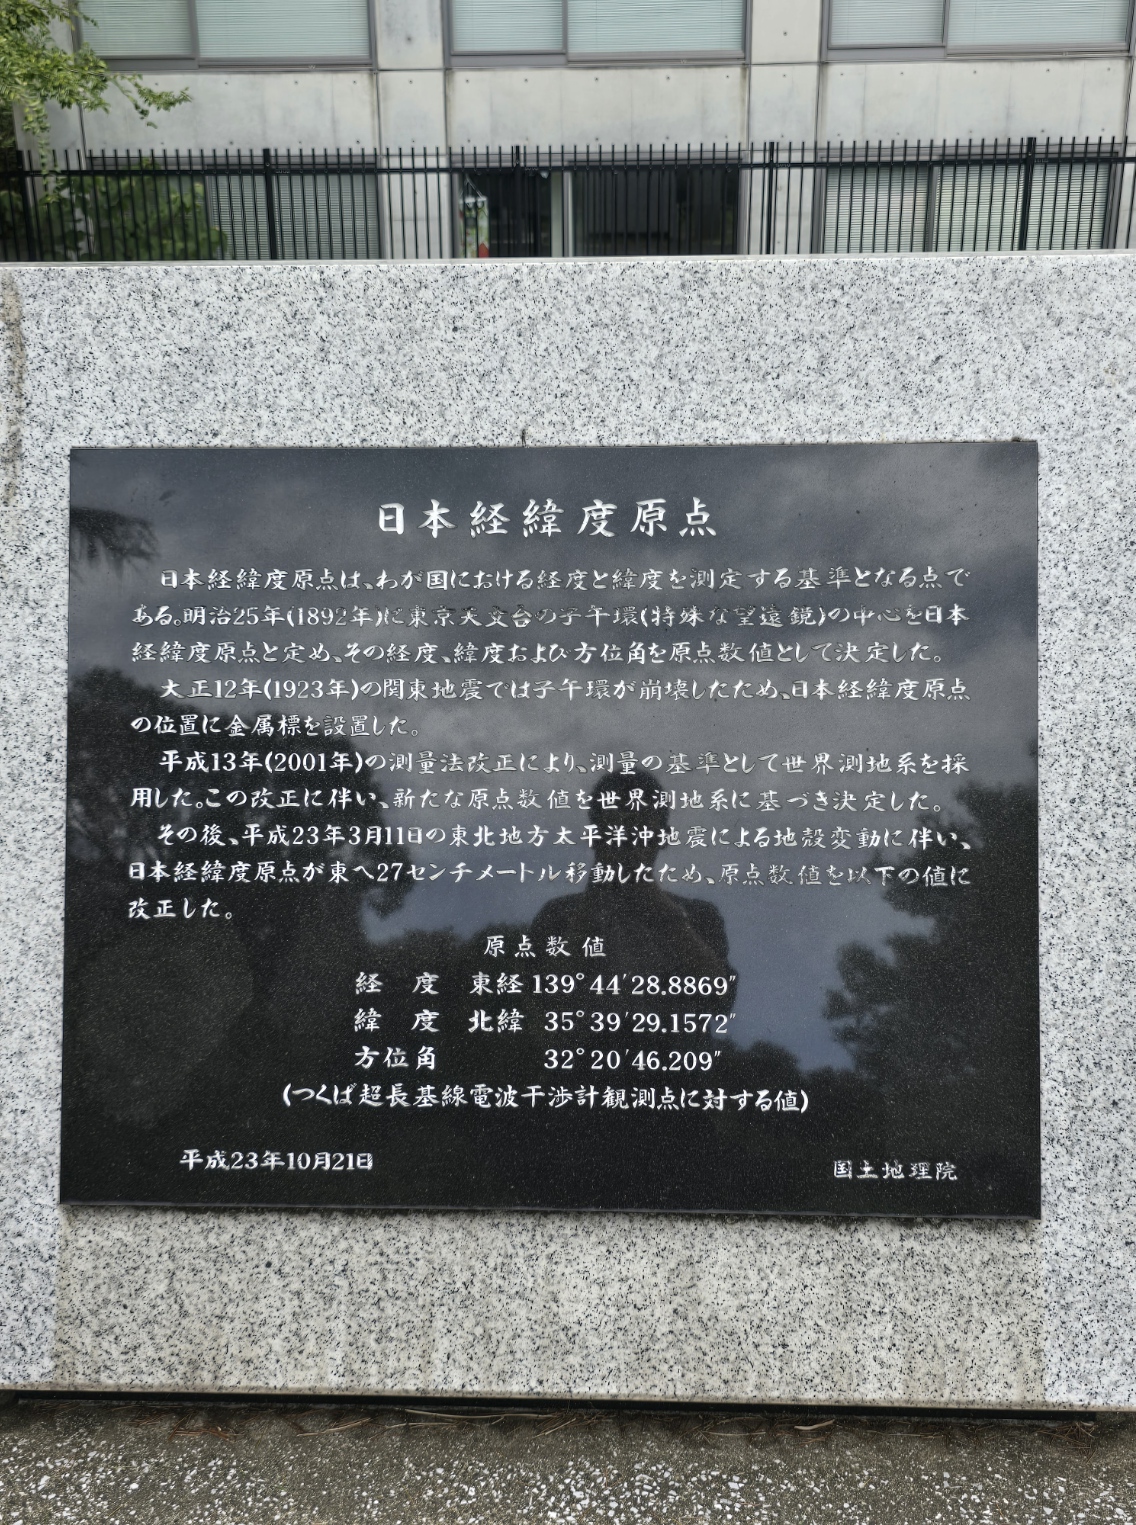 日本経緯度原点
日本経緯度原点は、わが国における経度と緯度を測定する基準となる点で
ある。明治25年(1892年)に東京天文台の子午環(特殊な望遠鏡)の中心を日本
経緯度原点と定め、その経度、緯度および方位角を原点数値として決定した。
大正12年(1923年)の関東地震では子午環が崩壊したため、日本経緯度原点
の位置に金属標を設置した。
平成13年(2001年)の測量法改正により、測量の基準として世界測地系を採
用した。この改正に伴い、新たな原点数値を世界測地系に基づき決定した。
その後、平成23年3月11日の東北地方太平洋沖地震による地殻変動に伴い、
日本経緯度原点が東へ27センチメートル移動したため、原点数値を以下の値に
改正した。
原点数値
経 度 東経 139°44′28.8869″
緯 度 北緯 35°39′29.1572″
方位角 32°20′46.209″
(つくば超長基線電波干渉計観測点に対する値)
平成23年10月21日 国土地理院